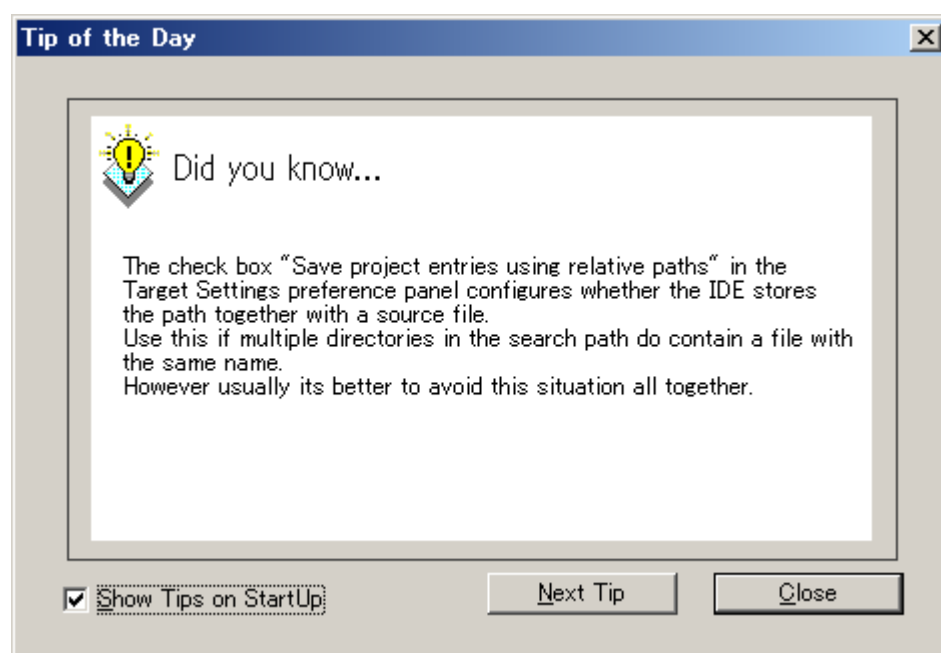 Tip of the Day
Did you know...
The check box "Save project entries using relative paths" in the
Target Settings preference panel configures whether the IDE stores
the path together with a source file.
Use this if multiple directories in the search path do contain a file with
the same name.
However usually its better to avoid this situation all together.
Show Tips on StartUp
Next Tip
Close